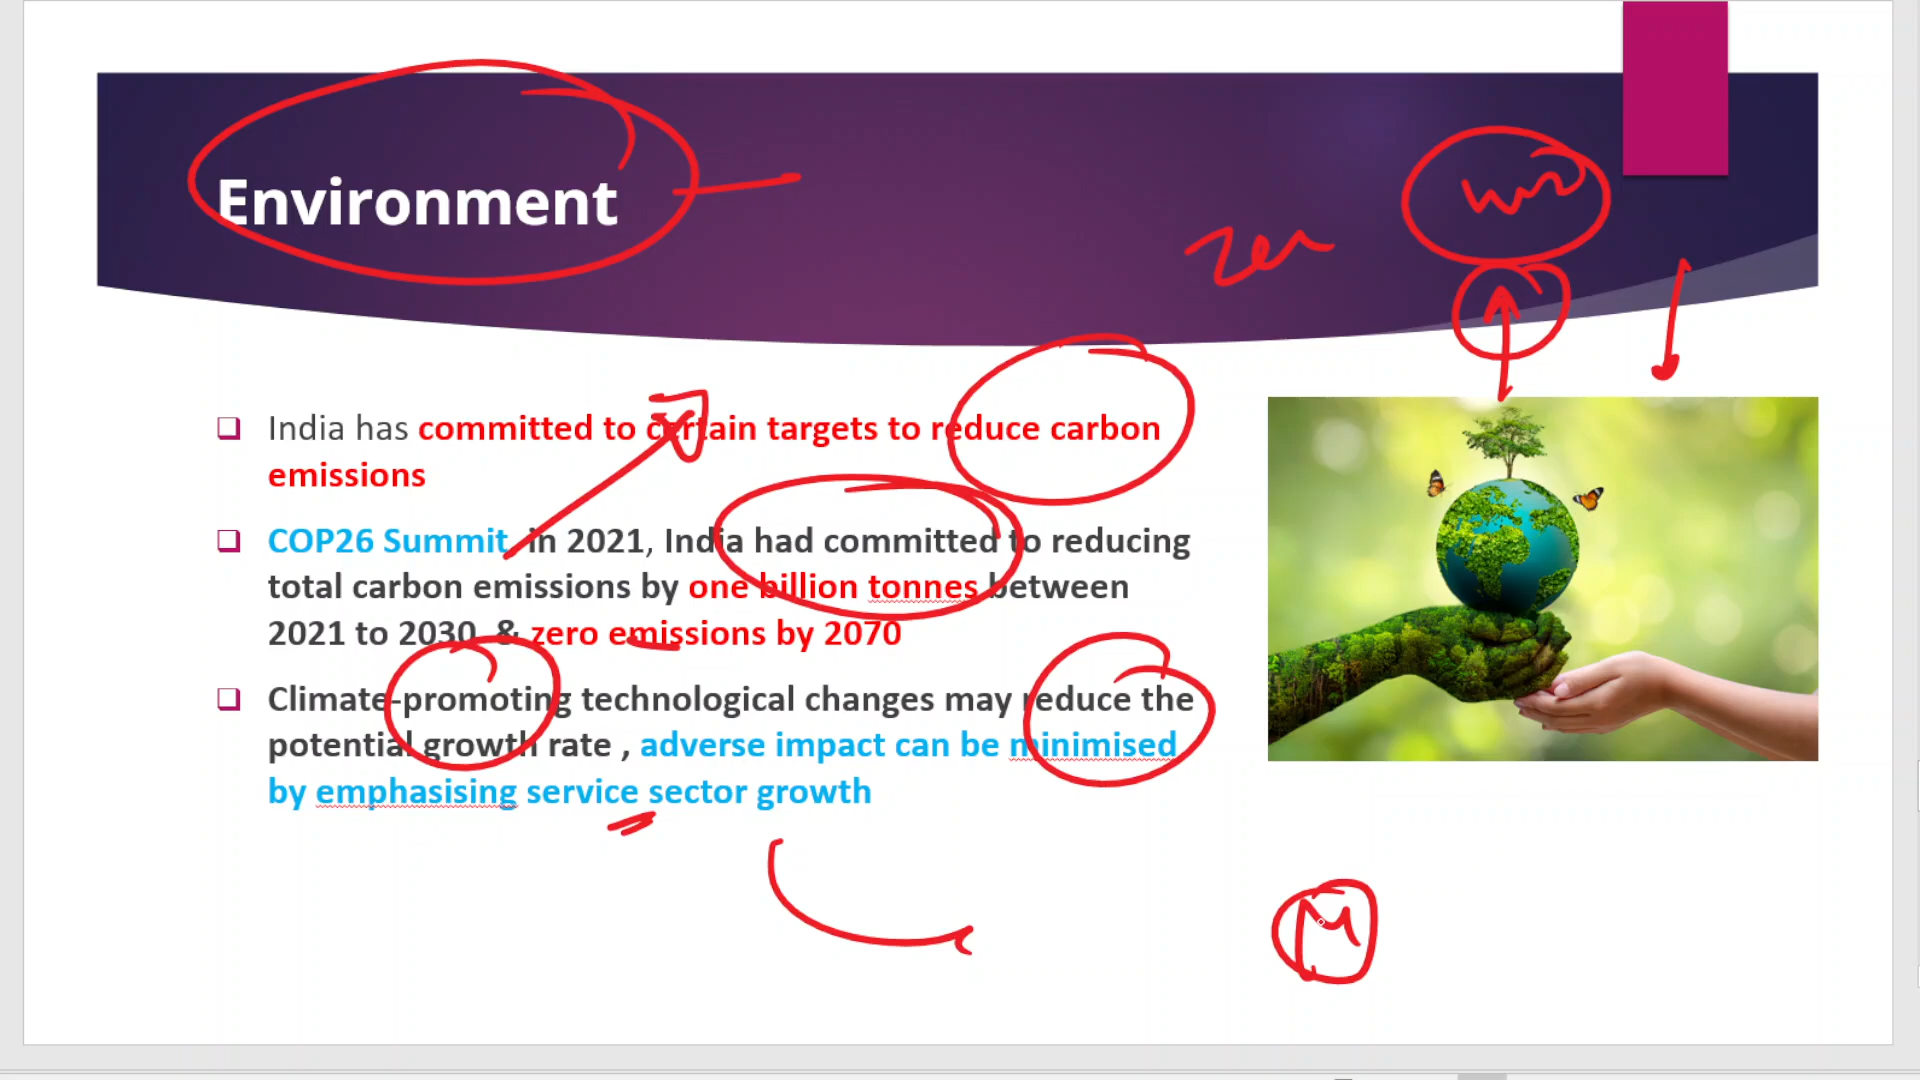 Environment
India has committed to certain targets to reduce carbon
emissions
COP26 Summit in 2021, India had committed to reducing
total carbon emissions by one billion tonnes between
2021 to 2030 & zero emissions by 2070
Climate-promoting technological changes may reduce the
potential growth rate , adverse impact can be minimised
by emphasising service sector growth
M